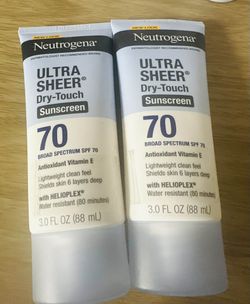 Neutrogena®
ULTRA
SHEER®
Dry-Touch
Sunscreen
70
BROAD SPECTRUM SPF 70
Antioxidant Vitamin E
Lightweight clean feel
Shields skin 6 layers deep
with HELIOPLEX®
Water resistant (80 minutes)
3.0 FL OZ (88 mL)
Neutrogena®
ULTRA
SHEER®
Dry-Touch
Sunscreen
70
BROAD SPECTRUM SPF 70
Antioxidant Vitamin E
Lightweight clean feel
Shields skin 6 layers deep
with HELIOPLEX®
Water resistant (80 minutes)
3.0 FL OZ (88 mL)